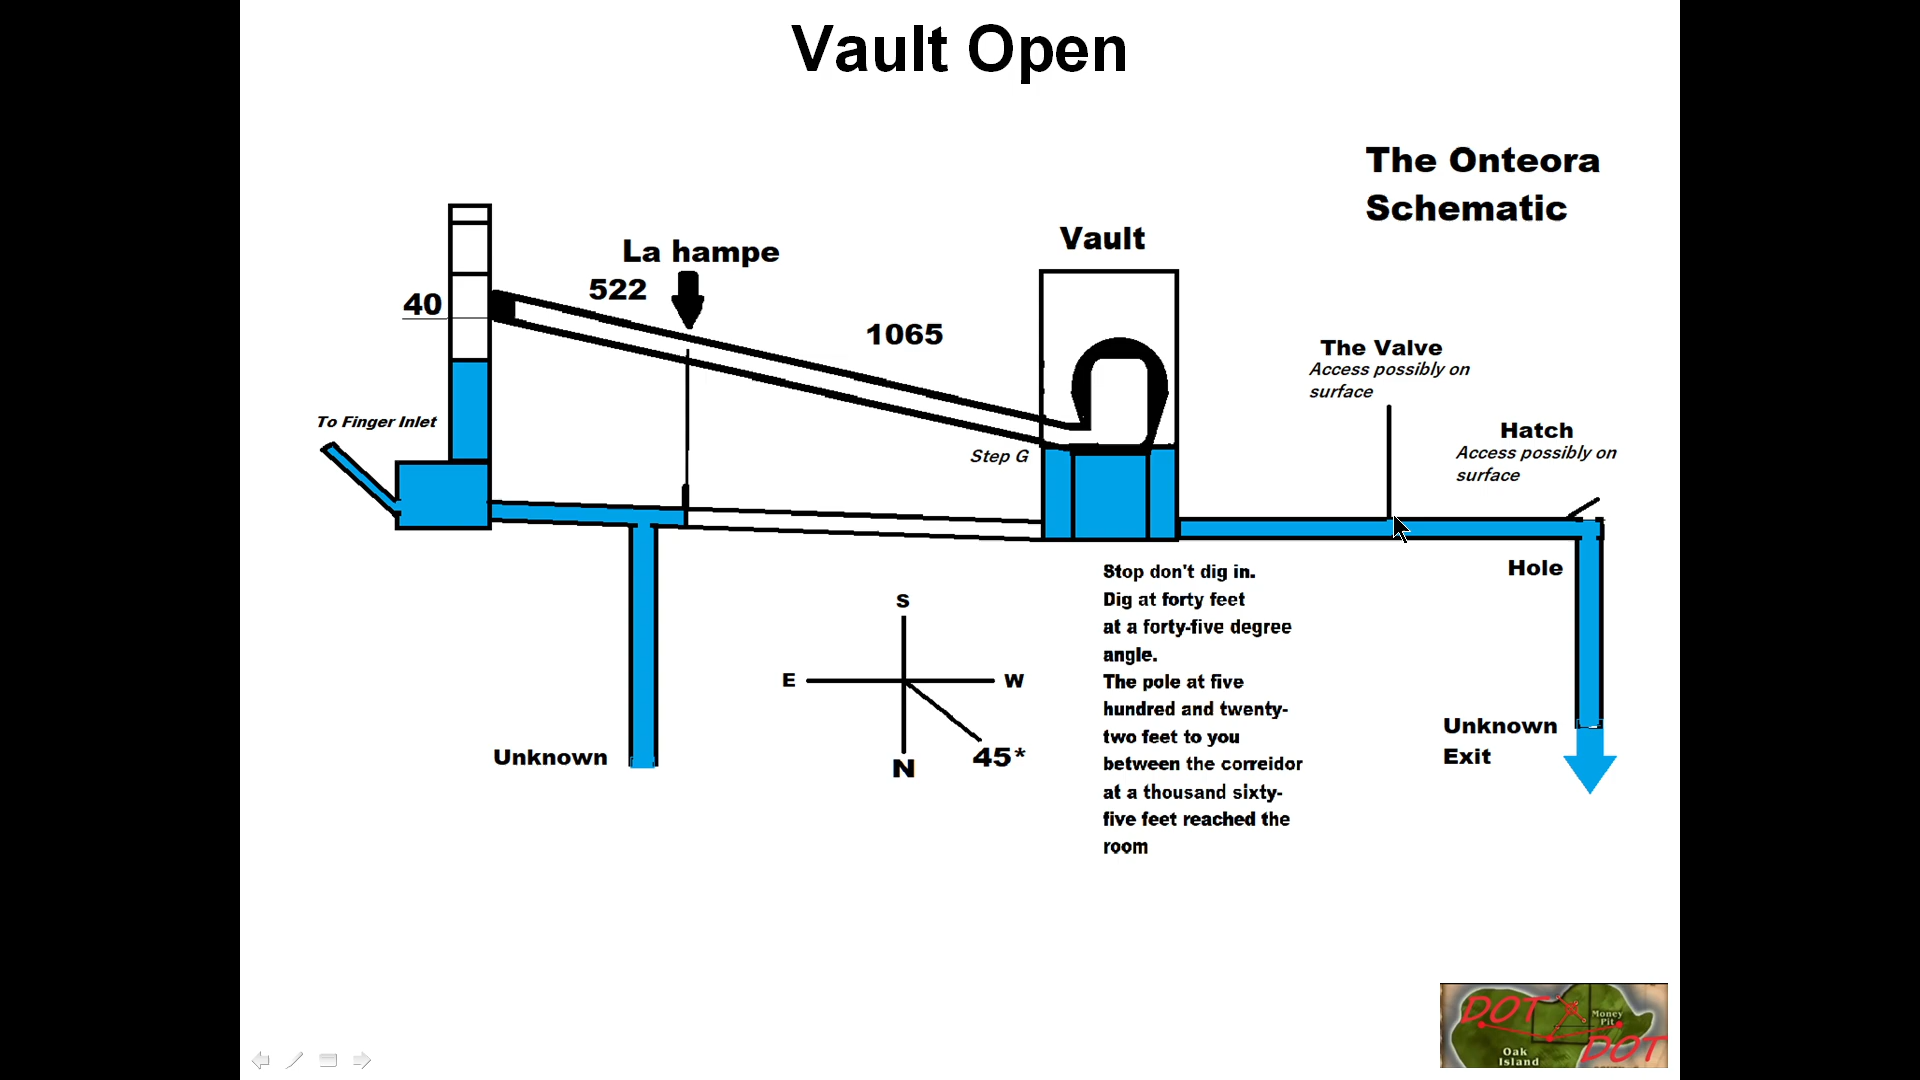 Vault Open
The Onteora
Schematic
Vault
La hampe
522
40
1065
The Valve
Access possibly on
surface
To Finger Inlet
Hatch
Access possibly on
surface
Step G
Hole
Stop don't dig in.
Dig at forty feet
at a forty-five degree
angle.
The pole at five
hundred and twenty-
two feet to you
between the correidor
at a thousand sixty-
five feet reached the
room
S
E
W
N
45*
Unknown
Unknown
Exit
DOT
Money
Pit
Oak
Island
DOT